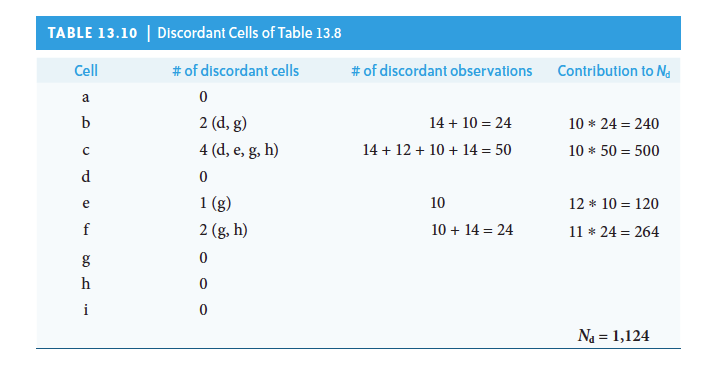 TABLE 13.10 | Discordant Cells of Table 13.8
Cell # of discordant cells # of discordant observations Contribution to Nd
a 0
b 2 (d, g) 14 + 10 = 24 10 * 24 = 240
c 4 (d, e, g, h) 14 + 12 + 10 + 14 = 50 10 * 50 = 500
d 0
e 1 (g) 10 12 * 10 = 120
f 2 (g, h) 10 + 14 = 24 11 * 24 = 264
g 0
h 0
i 0
Nd = 1,124